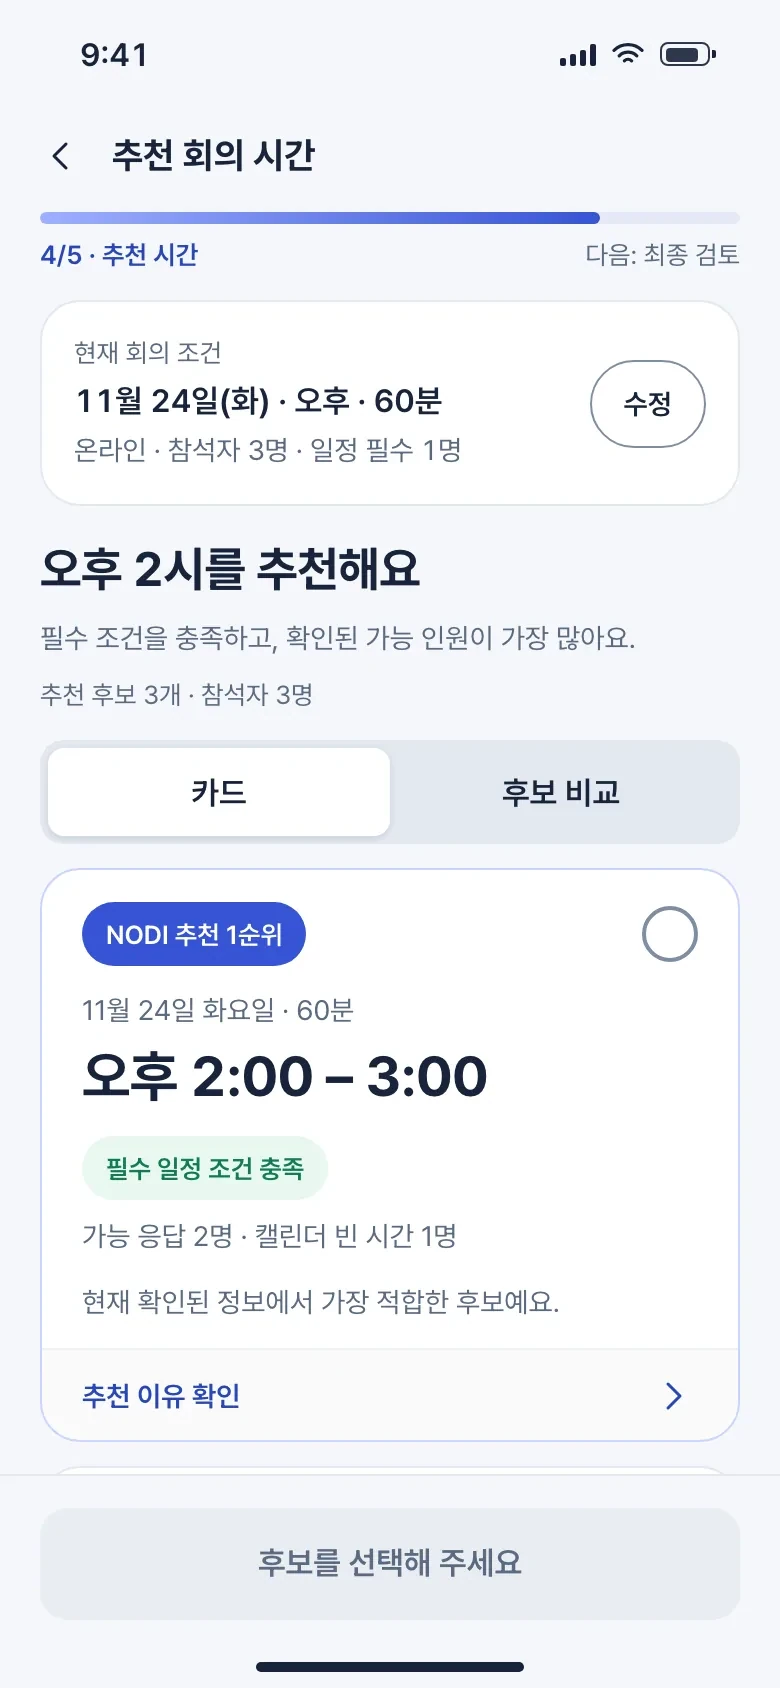 9:41
추천 회의 시간
4/5 · 추천 시간
다음: 최종 검토
현재 회의 조건
11월 24일(화) · 오후 · 60분
온라인 · 참석자 3명 · 일정 필수 1명
수정
오후 2시를 추천해요
필수 조건을 충족하고, 확인된 가능 인원이 가장 많아요.
추천 후보 3개 · 참석자 3명
카드
후보 비교
NODI 추천 1순위
11월 24일 화요일 · 60분
오후 2:00 – 3:00
필수 일정 조건 충족
가능 응답 2명 · 캘린더 빈 시간 1명
현재 확인된 정보에서 가장 적합한 후보예요.
추천 이유 확인
후보를 선택해 주세요